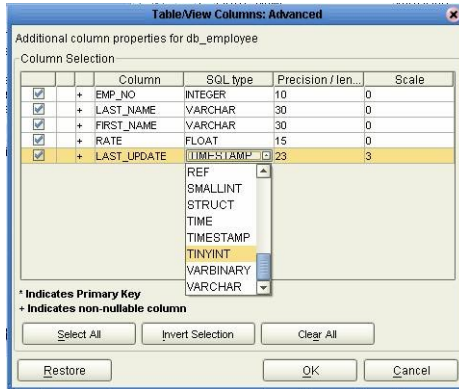 Table/View Columns: Advanced
Additional column properties for db_employee
Column Selection
Column SQL type Precision / len... Scale
+ EMP_NO INTEGER 10 0
+ LAST_NAME VARCHAR 30 0
+ FIRST_NAME VARCHAR 30 0
+ RATE FLOAT 15 0
+ LAST_UPDATE TIMESTAMP 23 3
REF
SMALLINT
STRUCT
TIME
TIMESTAMP
TINYINT
VARBINARY
VARCHAR
* Indicates Primary Key
+ Indicates non-nullable column
Select All Invert Selection Clear All
Restore OK Cancel